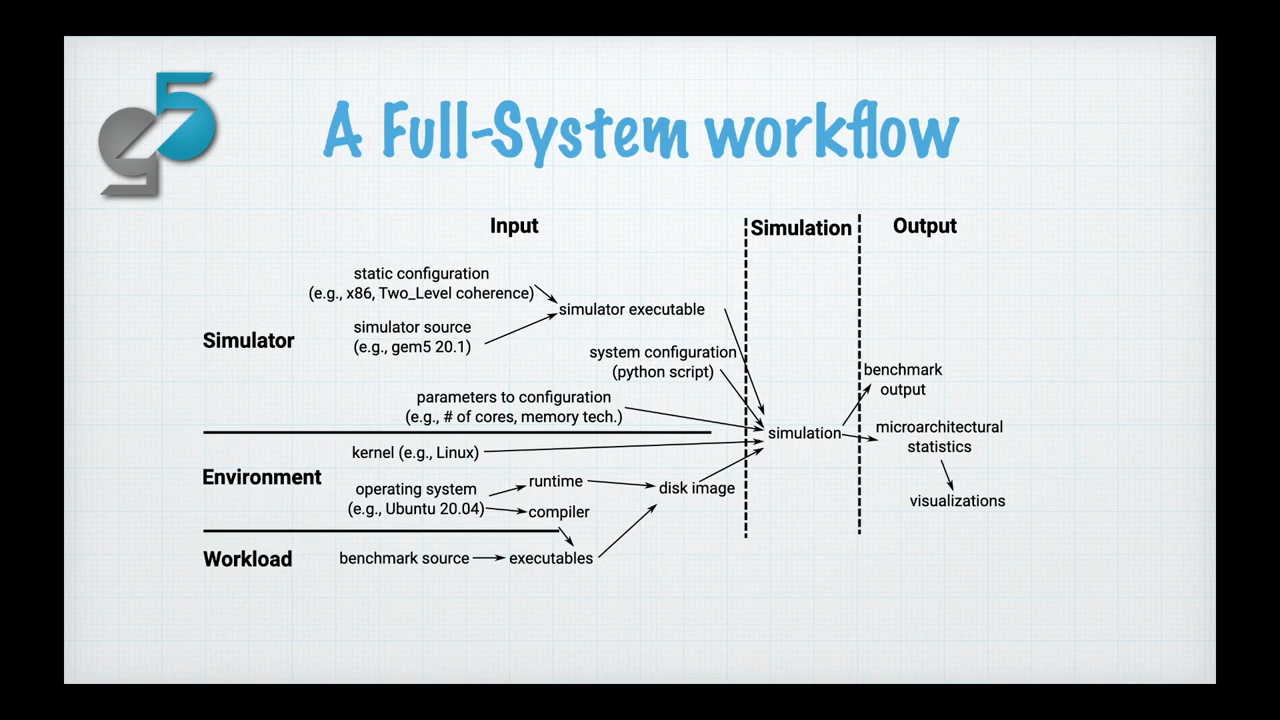 g5
A Full-System workflow
Input
Simulation
Output
static configuration
(e.g., x86, Two_Level coherence)
simulator executable
simulator source
(e.g., gem5 20.1)
Simulator
system configuration
(python script)
parameters to configuration
(e.g., # of cores, memory tech.)
kernel (e.g., Linux)
Environment
operating system
(e.g., Ubuntu 20.04)
runtime
compiler
disk image
Workload
benchmark source
executables
simulation
benchmark
output
microarchitectural
statistics
visualizations